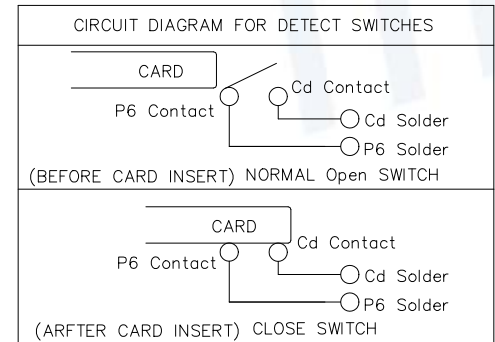 CIRCUIT DIAGRAM FOR DETECT SWITCHES
CARD
Cd Contact
P6 Contact
Cd Solder
P6 Solder
(BEFORE CARD INSERT) NORMAL Open SWITCH
CARD
Cd Contact
P6 Contact
Cd Solder
P6 Solder
(ARFTER CARD INSERT) CLOSE SWITCH